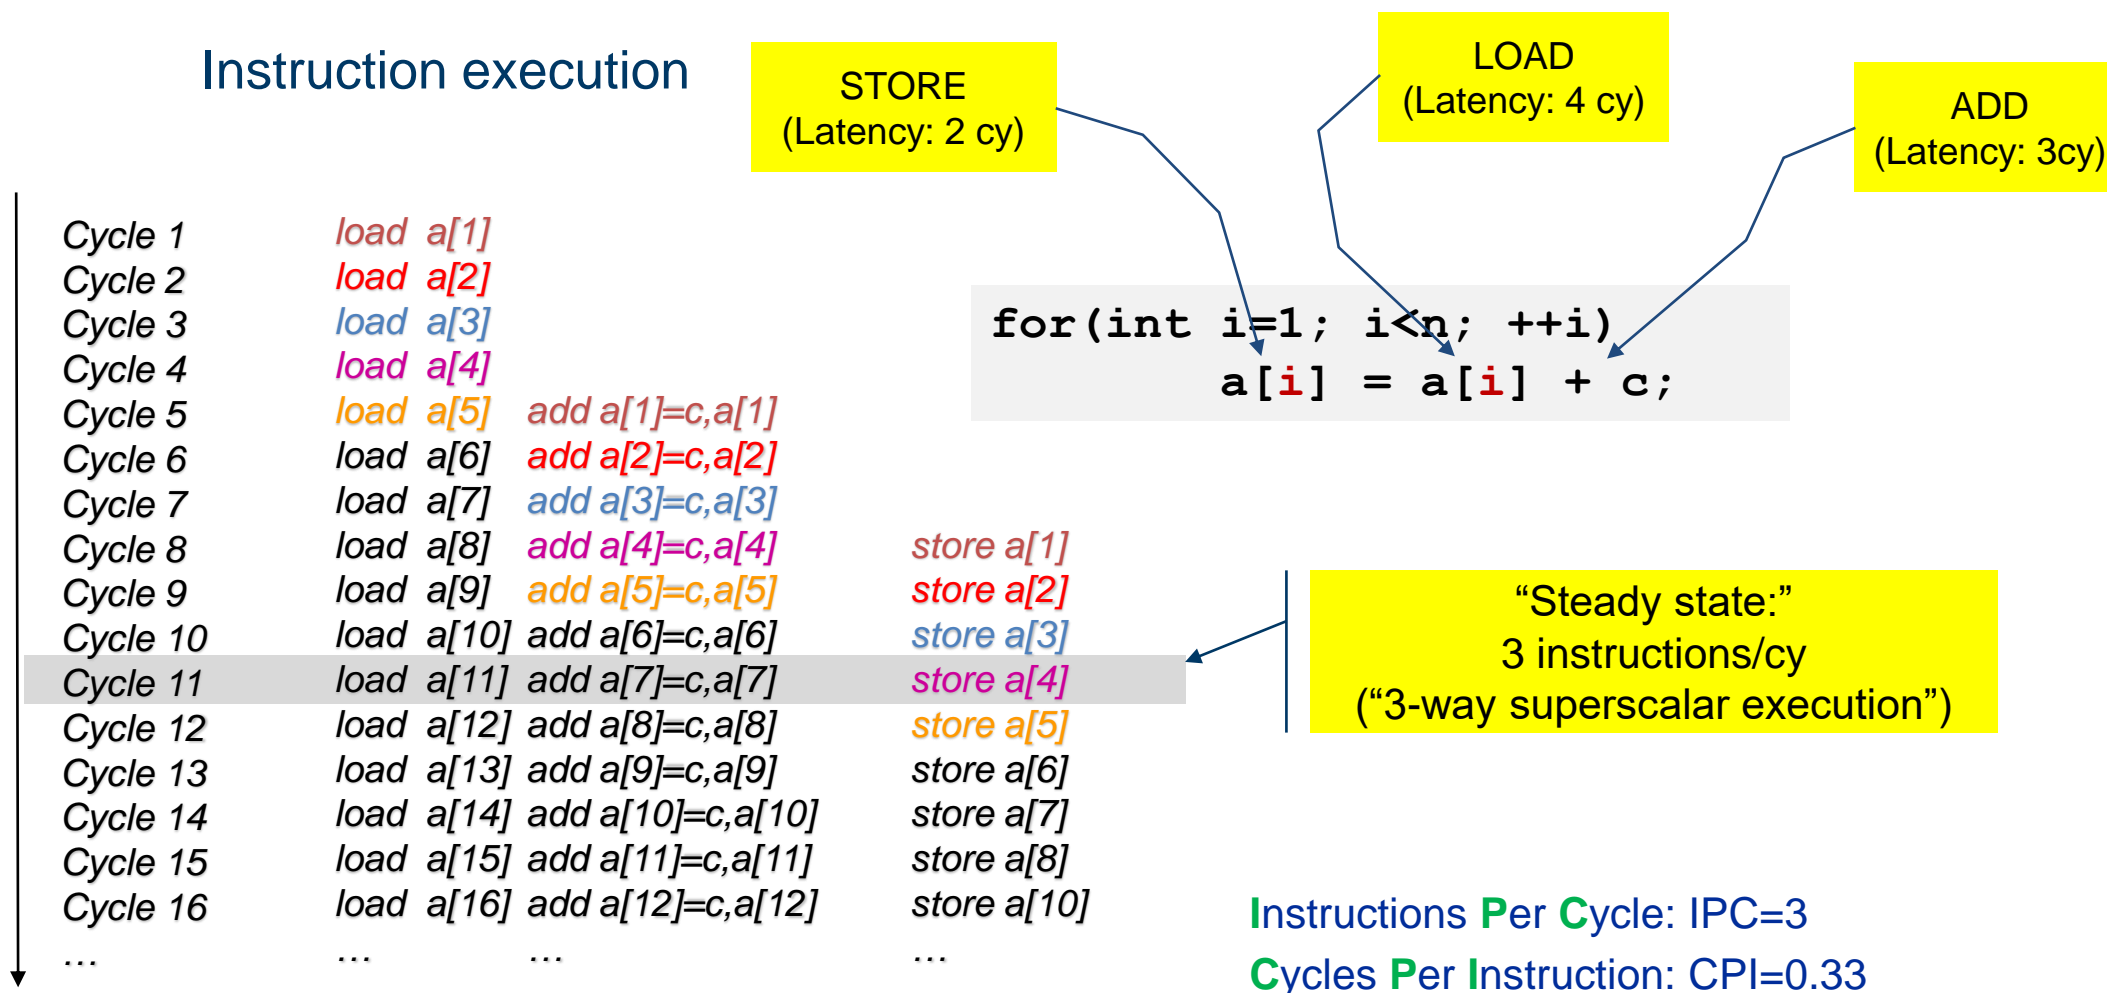 Instruction execution
STORE
(Latency: 2 cy)
LOAD
(Latency: 4 cy)
ADD
(Latency: 3cy)
for(int i=1; i<n; ++i)
a[i] = a[i] + c;
Cycle 1 load a[1]
Cycle 2 load a[2]
Cycle 3 load a[3]
Cycle 4 load a[4]
Cycle 5 load a[5] add a[1]=c,a[1]
Cycle 6 load a[6] add a[2]=c,a[2]
Cycle 7 load a[7] add a[3]=c,a[3]
Cycle 8 load a[8] add a[4]=c,a[4] store a[1]
Cycle 9 load a[9] add a[5]=c,a[5] store a[2]
Cycle 10 load a[10] add a[6]=c,a[6] store a[3]
Cycle 11 load a[11] add a[7]=c,a[7] store a[4]
Cycle 12 load a[12] add a[8]=c,a[8] store a[5]
Cycle 13 load a[13] add a[9]=c,a[9] store a[6]
Cycle 14 load a[14] add a[10]=c,a[10] store a[7]
Cycle 15 load a[15] add a[11]=c,a[11] store a[8]
Cycle 16 load a[16] add a[12]=c,a[12] store a[10]
… … … …
“Steady state:”
3 instructions/cy
(“3-way superscalar execution”)
Instructions Per Cycle: IPC=3
Cycles Per Instruction: CPI=0.33